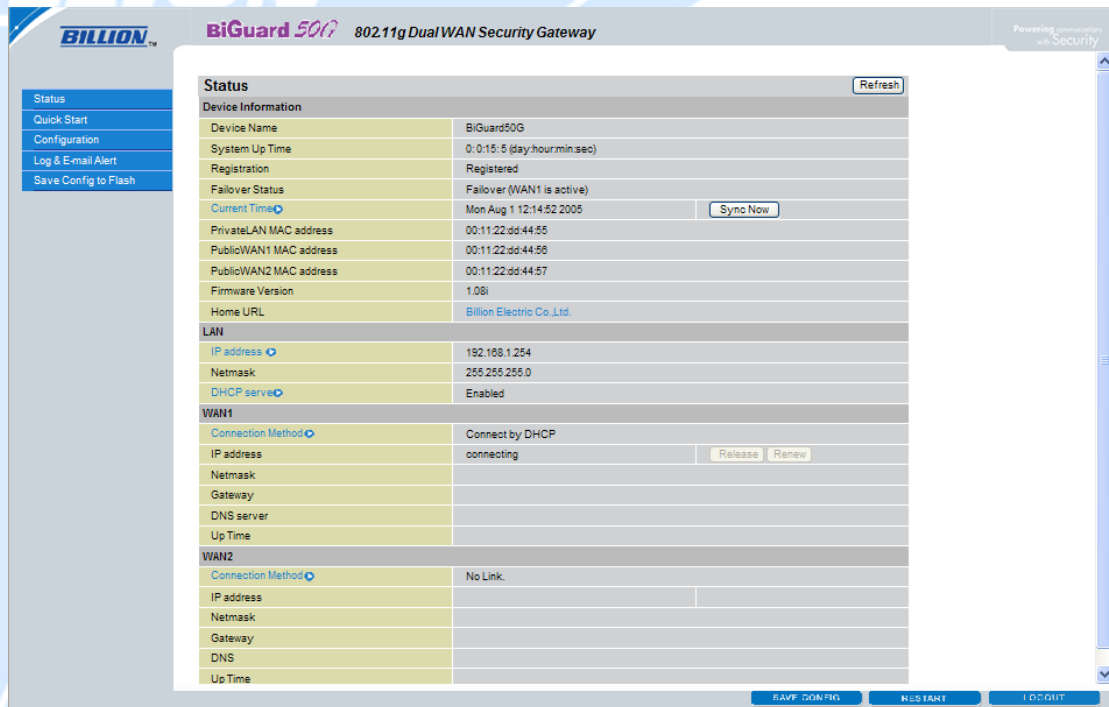 BILLION TM
BiGuard 50G 802.11g Dual WAN Security Gateway
Powering communications
with Security
Status
Quick Start
Configuration
Log & E-mail Alert
Save Config to Flash
Status Refresh
Device Information
Device Name BiGuard50G
System Up Time 0: 0:15: 5 (day:hour:min:sec)
Registration Registered
Failover Status Failover (WAN1 is active)
Current Time Mon Aug 1 12:14:52 2005 Sync Now
PrivateLAN MAC address 00:11:22:dd:44:55
PublicWAN1 MAC address 00:11:22:dd:44:56
PublicWAN2 MAC address 00:11:22:dd:44:57
Firmware Version 1.08i
Home URL Billion Electric Co.,Ltd.
LAN
IP address 192.168.1.254
Netmask 255.255.255.0
DHCP server Enabled
WAN1
Connection Method Connect by DHCP
IP address connecting Release Renew
Netmask
Gateway
DNS server
Up Time
WAN2
Connection Method No Link.
IP address
Netmask
Gateway
DNS
Up Time
SAVE CONFIG RESTART LOGOUT